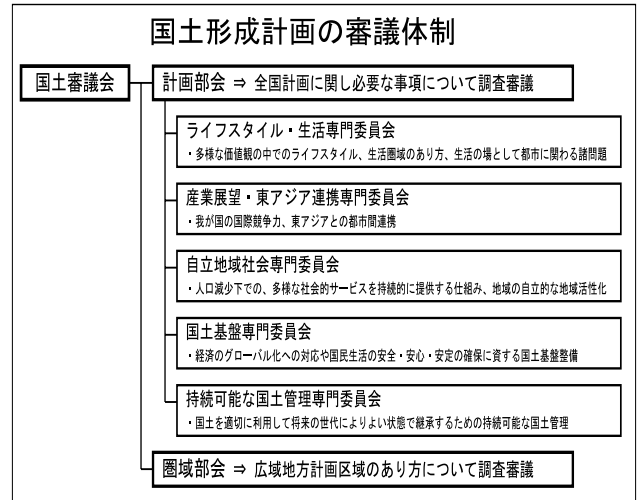 国土形成計画の審議体制
国土審議会
計画部会 ⇒ 全国計画に関し必要な事項について調査審議
ライフスタイル・生活専門委員会
・多様な価値観の中でのライフスタイル、生活圏域のあり方、生活の場として都市に関わる諸問題
産業展望・東アジア連携専門委員会
・我が国の国際競争力、東アジアとの都市間連携
自立地域社会専門委員会
・人口減少下での、多様な社会的サービスを持続的に提供する仕組み、地域の自立的な地域活性化
国土基盤専門委員会
・経済のグローバル化への対応や国民生活の安全・安心・安定の確保に資する国土基盤整備
持続可能な国土管理専門委員会
・国土を適切に利用して将来の世代によりよい状態で継承するための持続可能な国土管理
圏域部会 ⇒ 広域地方計画区域のあり方について調査審議